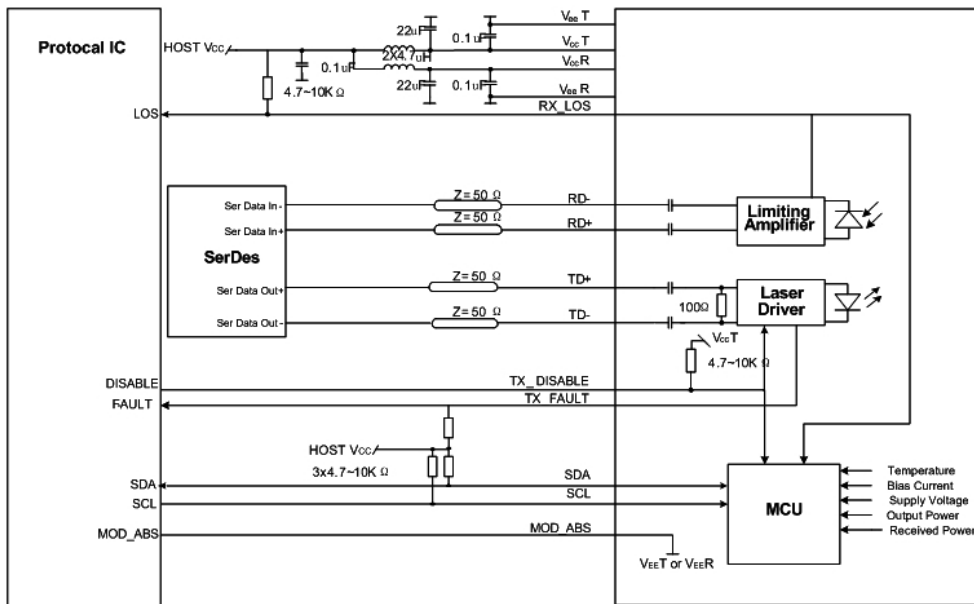 Protocal IC
HOST Vcc
22uF
0.1uF
VeeT
VccT
2X4.7uH
0.1uF
VccR
22uF
0.1uF
VeeR
4.7~10K Ω
LOS
RX_LOS
Z=50 Ω
RD-
Ser Data In-
Z=50 Ω
RD+
Ser Data In+
Limiting
Amplifier
SerDes
Z=50 Ω
TD+
Ser Data Out+
100Ω
Laser
Driver
Z=50 Ω
TD-
Ser Data Out-
VccT
4.7~10K Ω
DISABLE
TX_DISABLE
FAULT
TX_FAULT
HOST Vcc
3x4.7~10K Ω
SDA
SDA
SCL
SCL
MCU
Temperature
Bias Current
Supply Voltage
Output Power
Received Power
MOD_ABS
MOD_ABS
VEET or VEER